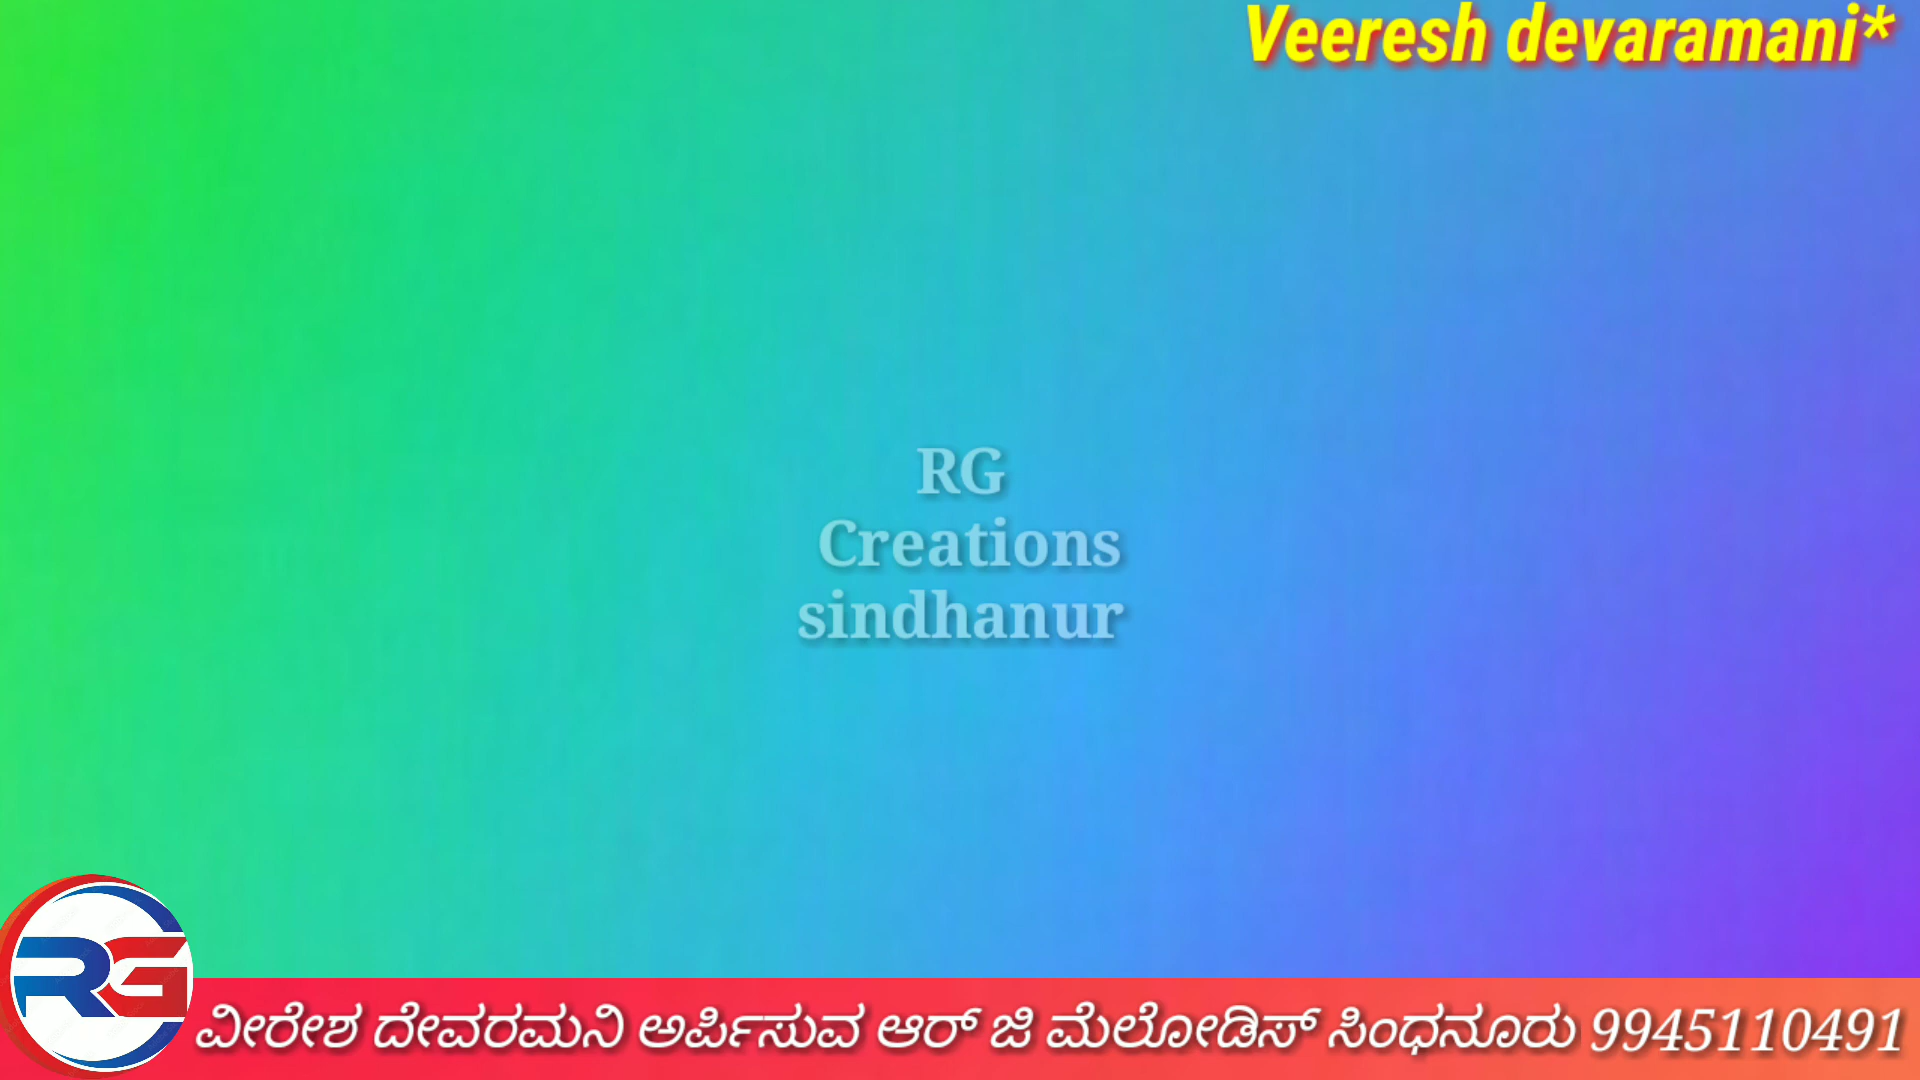 Veeresh devaramani*
RG
Creations
sindhanur
RG
ವೀರೇಶ ದೇವರಮನಿ ಅರ್ಪಿಸುವ ಆರ್ ಜಿ ಮೆಲೋಡಿಸ್ ಸಿಂಧನೂರು 9945110491